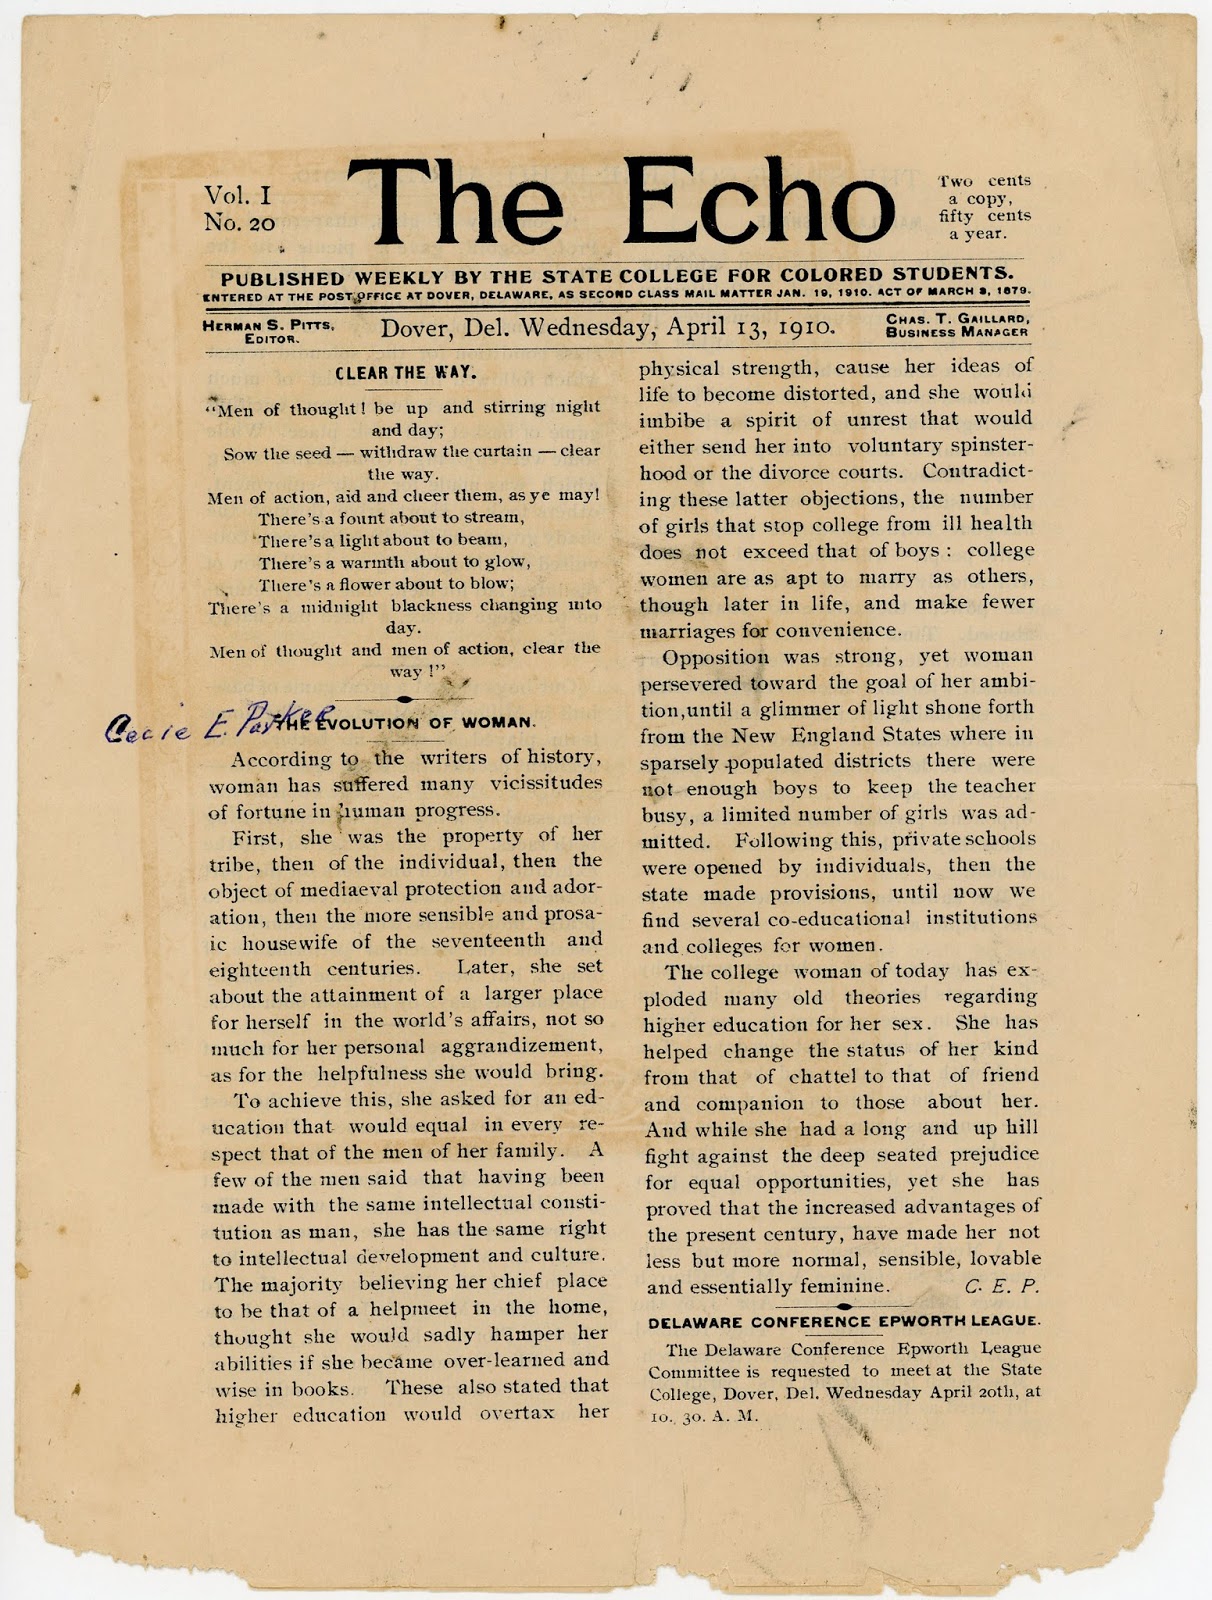 Vol. I
No. 20
The Echo
Two cents
a copy,
fifty cents
a year.
PUBLISHED WEEKLY BY THE STATE COLLEGE FOR COLORED STUDENTS.
ENTERED AT THE POST OFFICE AT DOVER, DELAWARE, AS SECOND CLASS MAIL MATTER JAN. 19, 1910. ACT OF MARCH 3, 1879.
HERMAN S. PITTS,
EDITOR.
Dover, Del. Wednesday, April 13, 1910.
CHAS. T. GAILLARD,
BUSINESS MANAGER
CLEAR THE WAY.
"Men of thought! be up and stirring night
and day;
Sow the seed — withdraw the curtain — clear
the way.
Men of action, aid and cheer them, as ye may!
There's a fount about to stream,
There's a light about to beam,
There's a warmth about to glow,
There's a flower about to blow;
There's a midnight blackness changing into
day.
Men of thought and men of action, clear the
way!"
Cecie E. Parker
THE EVOLUTION OF WOMAN.
According to the writers of history,
woman has suffered many vicissitudes
of fortune in human progress.
First, she was the property of her
tribe, then of the individual, then the
object of mediaeval protection and ador-
ation, then the more sensible and prosa-
ic housewife of the seventeenth and
eighteenth centuries. Later, she set
about the attainment of a larger place
for herself in the world's affairs, not so
much for her personal aggrandizement,
as for the helpfulness she would bring.
To achieve this, she asked for an ed-
ucation that would equal in every re-
spect that of the men of her family. A
few of the men said that having been
made with the same intellectual consti-
tution as man, she has the same right
to intellectual development and culture.
The majority believing her chief place
to be that of a helpmeet in the home,
thought she would sadly hamper her
abilities if she became over-learned and
wise in books. These also stated that
higher education would overtax her
physical strength, cause her ideas of
life to become distorted, and she would
imbibe a spirit of unrest that would
either send her into voluntary spinster-
hood or the divorce courts. Contradict-
ing these latter objections, the number
of girls that stop college from ill health
does not exceed that of boys: college
women are as apt to marry as others,
though later in life, and make fewer
marriages for convenience.
Opposition was strong, yet woman
persevered toward the goal of her ambi-
tion,until a glimmer of light shone forth
from the New England States where in
sparsely populated districts there were
not enough boys to keep the teacher
busy, a limited number of girls was ad-
mitted. Following this, private schools
were opened by individuals, then the
state made provisions, until now we
find several co-educational institutions
and colleges for women.
The college woman of today has ex-
ploded many old theories regarding
higher education for her sex. She has
helped change the status of her kind
from that of chattel to that of friend
and companion to those about her.
And while she had a long and up hill
fight against the deep seated prejudice
for equal opportunities, yet she has
proved that the increased advantages of
the present century, have made her not
less but more normal, sensible, lovable
and essentially feminine. C. E. P.
DELAWARE CONFERENCE EPWORTH LEAGUE.
The Delaware Conference Epworth League
Committee is requested to meet at the State
College, Dover, Del. Wednesday April 20th, at
10. 30. A. M.